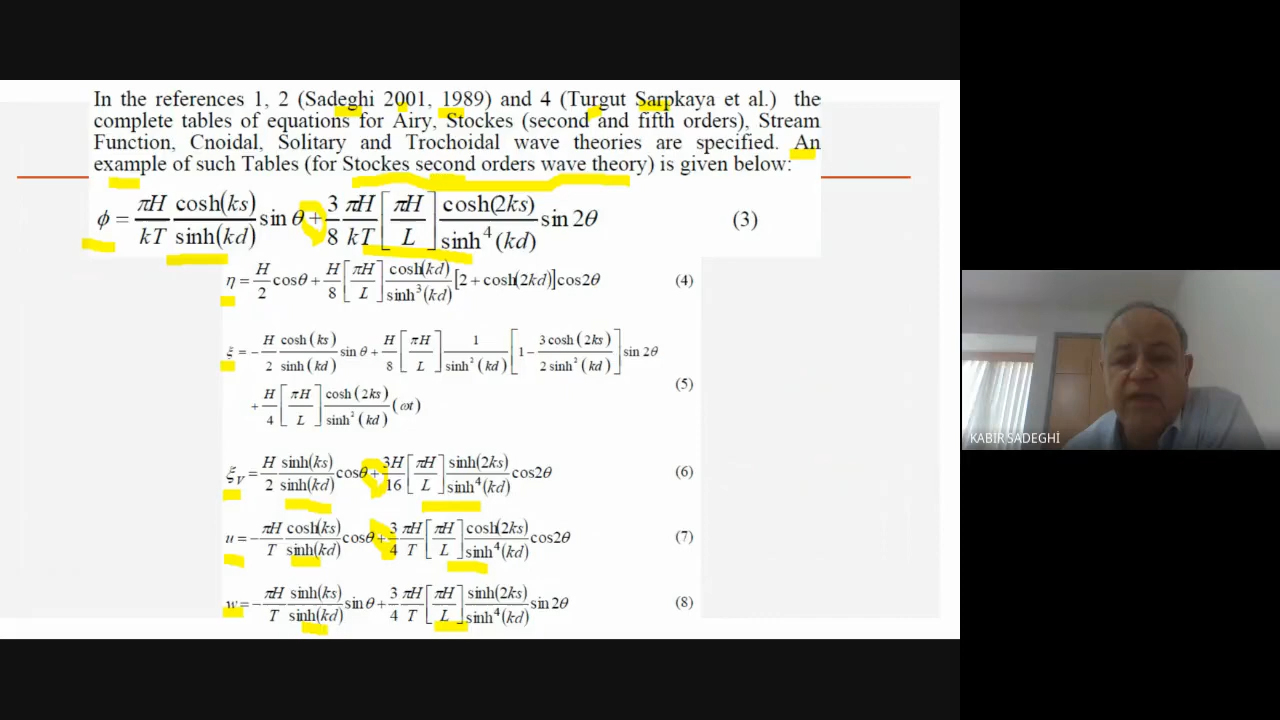 In the references 1, 2 (Sadeghi 2001, 1989) and 4 (Turgut Sarpkaya et al.) the
complete tables of equations for Airy, Stockes (second and fifth orders), Stream
Function, Cnoidal, Solitary and Trochoidal wave theories are specified. An
example of such Tables (for Stockes second orders wave theory) is given below:
ϕ = πH/kT cosh(ks)/sinh(kd) sin θ + 3/8 πH/kT [πH/L] cosh(2ks)/sinh⁴(kd) sin 2θ (3)
η = H/2 cosθ + H/8 [πH/L] cosh(kd)/sinh³(kd) [2 + cosh(2kd)]cos2θ (4)
ξ = − H/2 cosh(ks)/sinh(kd) sin θ + H/8 [πH/L] 1/sinh²(kd) [1 − 3cosh(2ks)/2sinh²(kd)] sin 2θ
+ H/4 [πH/L] cosh(2ks)/sinh²(kd) (ωt) (5)
ξ_V = H/2 sinh(ks)/sinh(kd) cosθ + 3H/16 [πH/L] sinh(2ks)/sinh⁴(kd) cos2θ (6)
u = − πH/T cosh(ks)/sinh(kd) cosθ + 3/4 πH/T [πH/L] cosh(2ks)/sinh⁴(kd) cos2θ (7)
w = − πH/T sinh(ks)/sinh(kd) sin θ + 3/4 πH/T [πH/L] sinh(2ks)/sinh⁴(kd) sin 2θ (8)
KABIR SADEGHİ